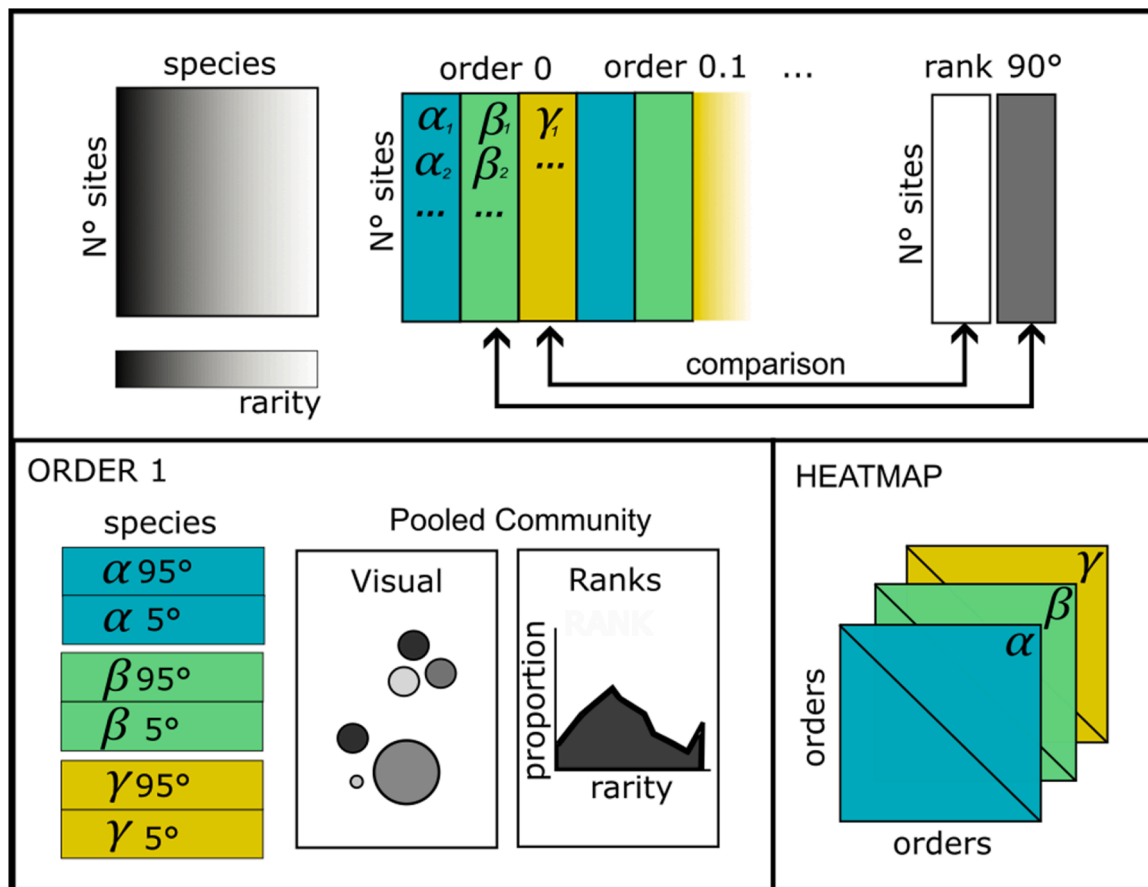 species
N° sites
rarity
order 0
order 0.1
...
N° sites
α₁
β₁
γ₁
α₂
β₂
...
...
...
rank 90°
N° sites
comparison
ORDER 1
species
α 95°
α 5°
β 95°
β 5°
γ 95°
γ 5°
Pooled Community
Visual
Ranks
RANK
proportion
rarity
HEATMAP
γ
β
α
orders
orders